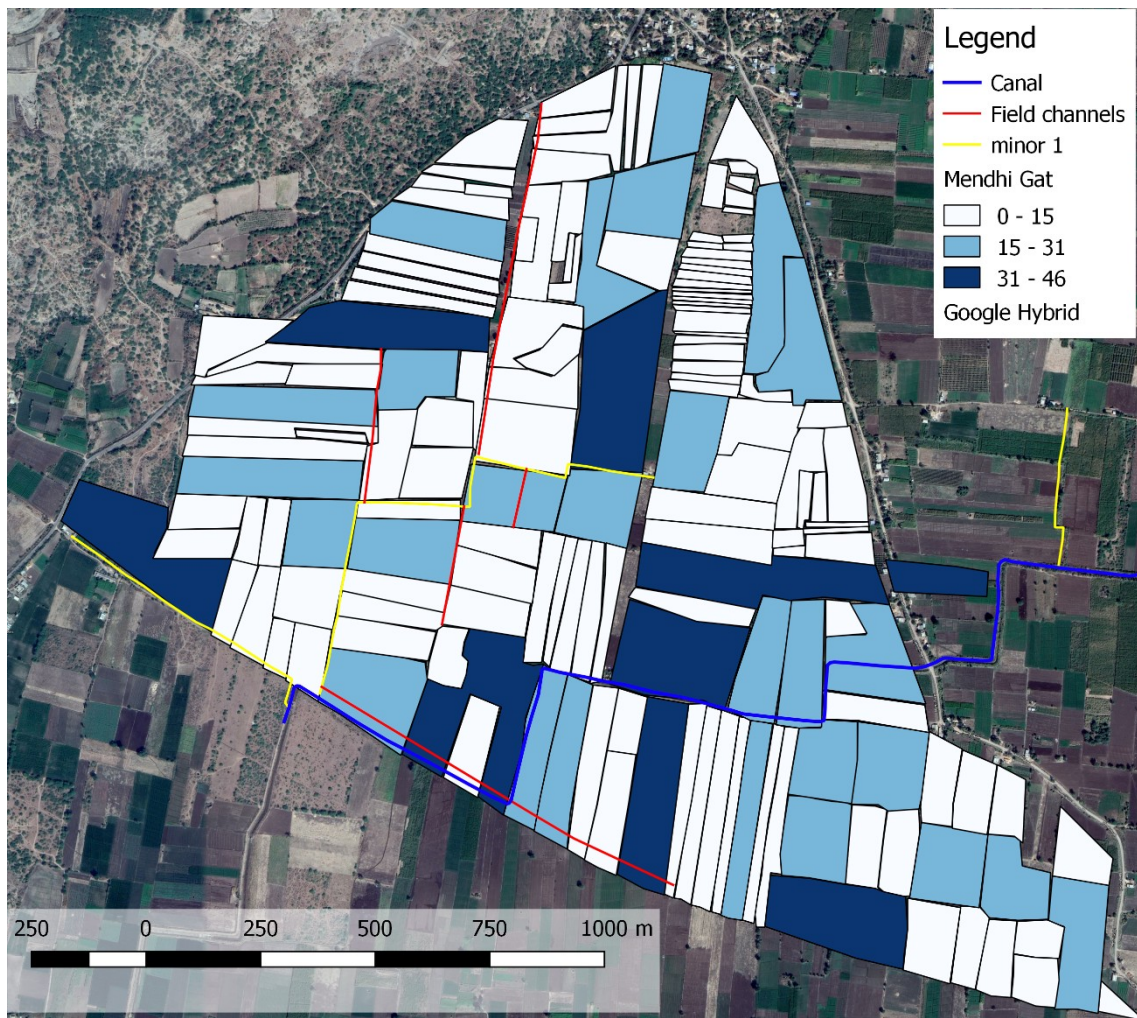 Legend
Canal
Field channels
minor 1
Mendhi Gat
0 - 15
15 - 31
31 - 46
Google Hybrid
250 0 250 500 750 1000 m